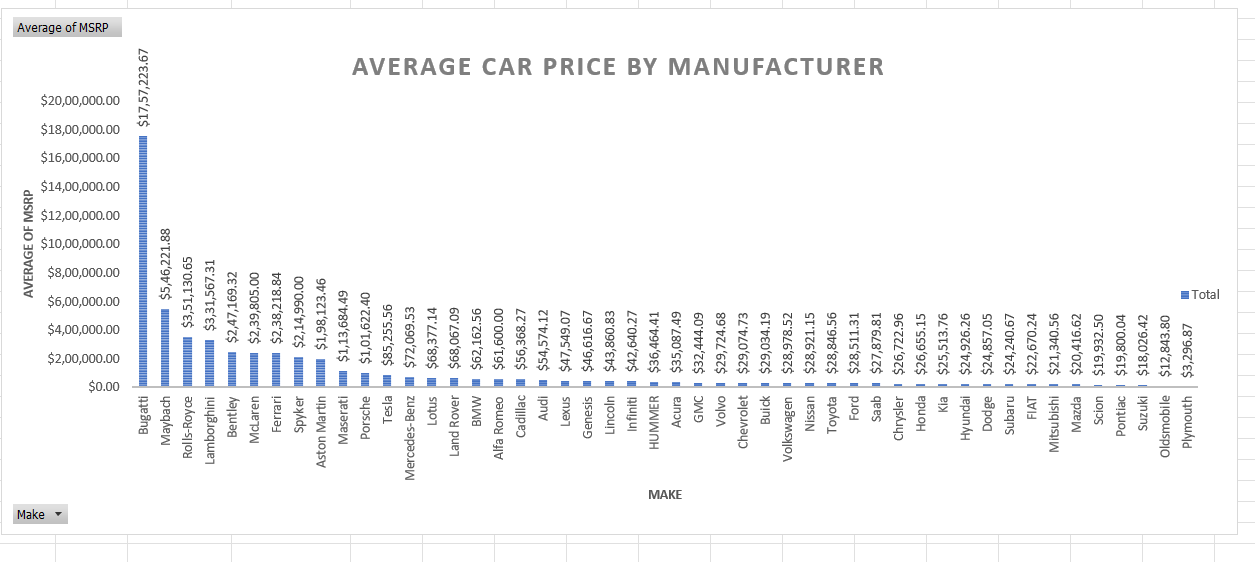 Average of MSRP
AVERAGE CAR PRICE BY MANUFACTURER
AVERAGE OF MSRP
$20,00,000.00
$18,00,000.00
$16,00,000.00
$14,00,000.00
$12,00,000.00
$10,00,000.00
$8,00,000.00
$6,00,000.00
$4,00,000.00
$2,00,000.00
$0.00
$17,57,223.67
$5,46,221.88
$3,51,130.65
$3,31,567.31
$2,47,169.32
$2,39,805.00
$2,38,218.84
$2,14,990.00
$1,98,123.46
$1,13,684.49
$1,01,622.40
$85,255.56
$72,069.53
$68,377.14
$68,067.09
$62,162.56
$61,600.00
$56,368.27
$54,574.12
$47,549.07
$46,616.67
$43,860.83
$42,640.27
$36,464.41
$35,087.49
$32,444.09
$29,724.68
$29,074.73
$29,034.19
$28,978.52
$28,921.15
$28,846.56
$28,511.31
$27,879.81
$26,722.96
$26,655.15
$25,513.76
$24,926.26
$24,857.05
$24,240.67
$22,670.24
$21,340.56
$20,416.62
$19,932.50
$19,800.04
$18,026.42
$12,843.80
$3,296.87
Bugatti
Maybach
Rolls-Royce
Lamborghini
Bentley
McLaren
Ferrari
Spyker
Aston Martin
Maserati
Porsche
Tesla
Mercedes-Benz
Lotus
Land Rover
BMW
Alfa Romeo
Cadillac
Audi
Lexus
Genesis
Lincoln
Infiniti
HUMMER
Acura
GMC
Volvo
Chevrolet
Buick
Volkswagen
Nissan
Toyota
Ford
Saab
Chrysler
Honda
Kia
Hyundai
Dodge
Subaru
FIAT
Mitsubishi
Mazda
Scion
Pontiac
Suzuki
Oldsmobile
Plymouth
Total
MAKE
Make